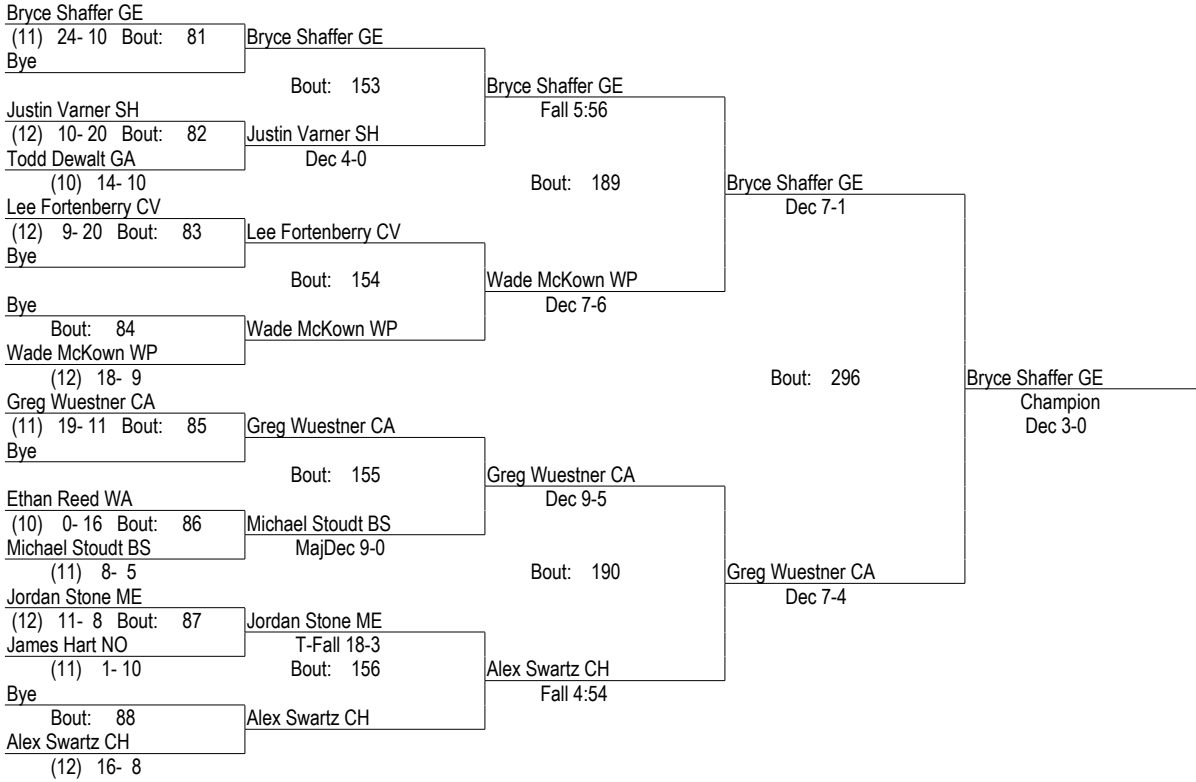 Bryce Shaffer GE
(11) 24- 10 Bout: 81 Bryce Shaffer GE
Bye
Bout: 153 Bryce Shaffer GE
Justin Varner SH Fall 5:56
(12) 10- 20 Bout: 82 Justin Varner SH
Todd Dewalt GA Dec 4-0
(10) 14- 10 Bout: 189 Bryce Shaffer GE
Lee Fortenberry CV Dec 7-1
(12) 9- 20 Bout: 83 Lee Fortenberry CV
Bye
Bout: 154 Wade McKown WP
Bye Dec 7-6
Bout: 84 Wade McKown WP
Wade McKown WP
(12) 18- 9 Bout: 296 Bryce Shaffer GE
Greg Wuestner CA Champion
(11) 19- 11 Bout: 85 Greg Wuestner CA Dec 3-0
Bye
Bout: 155 Greg Wuestner CA
Ethan Reed WA Dec 9-5
(10) 0- 16 Bout: 86 Michael Stoudt BS
Michael Stoudt BS MajDec 9-0
(11) 8- 5 Bout: 190 Greg Wuestner CA
Jordan Stone ME Dec 7-4
(12) 11- 8 Bout: 87 Jordan Stone ME
James Hart NO T-Fall 18-3
(11) 1- 10 Bout: 156 Alex Swartz CH
Bye Fall 4:54
Bout: 88 Alex Swartz CH
Alex Swartz CH
(12) 16- 8